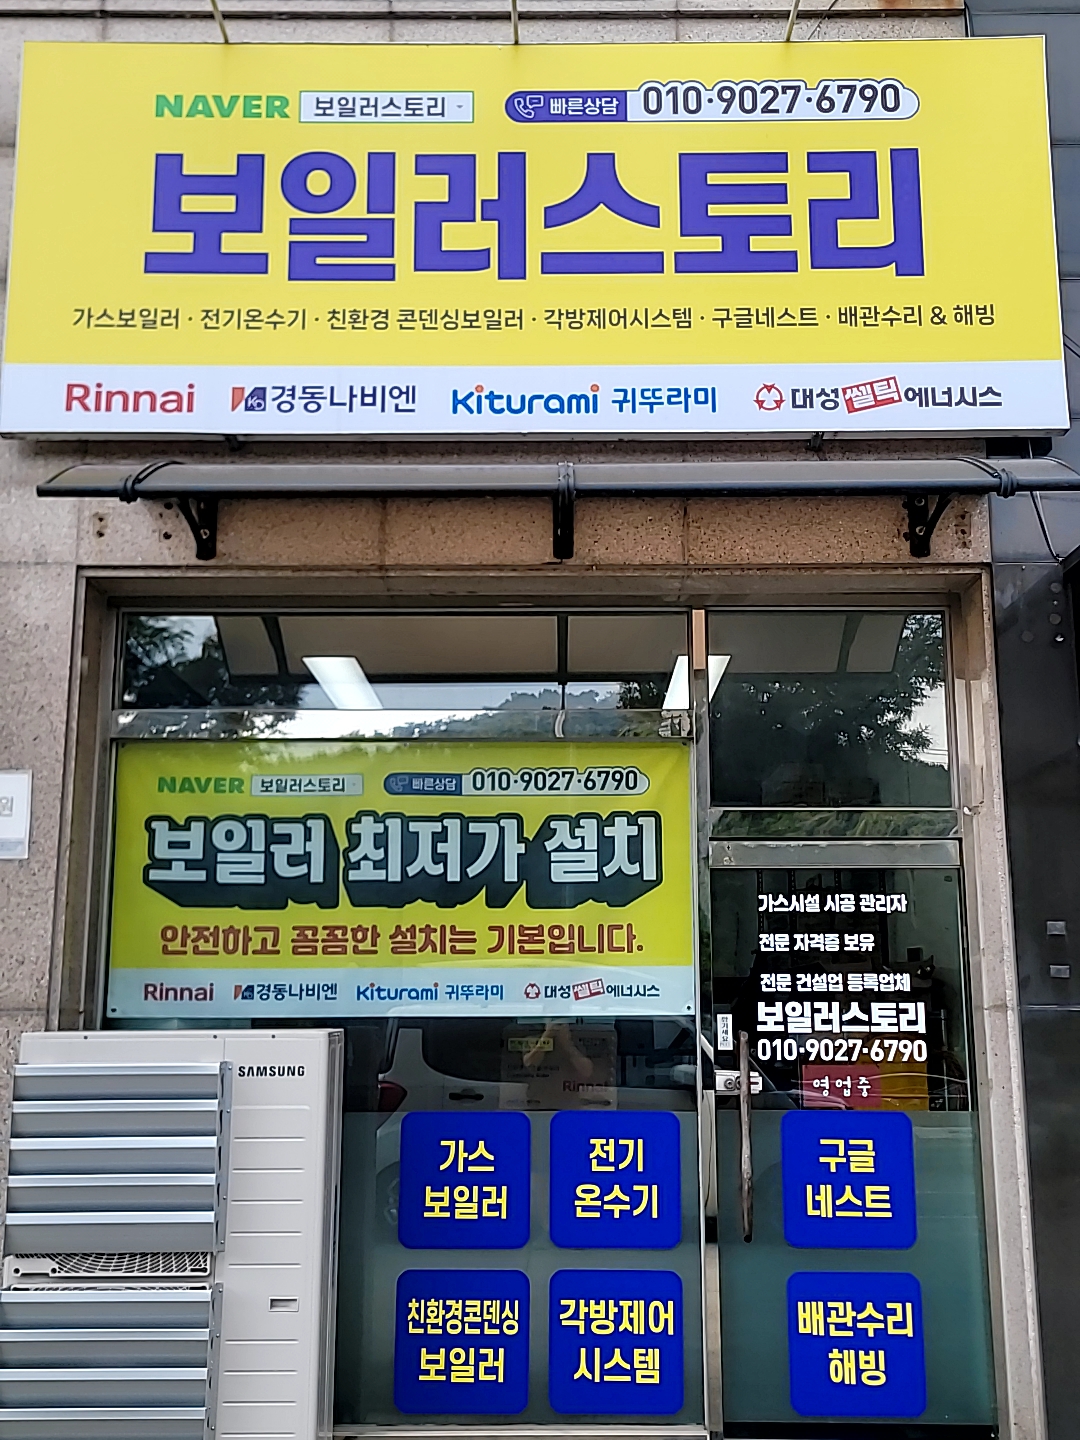 NAVER 보일러스토리 빠른상담 010·9027·6790
보일러스토리
가스보일러 · 전기온수기 · 친환경 콘덴싱보일러 · 각방제어시스템 · 구글네스트 · 배관수리 & 해빙
Rinnai KD 경동나비엔 Kiturami 귀뚜라미 대성쎌틱에너시스
NAVER 보일러스토리 빠른상담 010·9027·6790
보일러 최저가 설치
안전하고 꼼꼼한 설치는 기본입니다.
Rinnai 경동나비엔 Kiturami 귀뚜라미 대성쎌틱에너시스
원
가스시설 시공 관리자
전문 자격증 보유
전문 건설업 등록업체
보일러스토리
010·9027·6790
영업중
SAMSUNG
Rinnai
가스
보일러
전기
온수기
구글
네스트
친환경콘덴싱
보일러
각방제어
시스템
배관수리
해빙